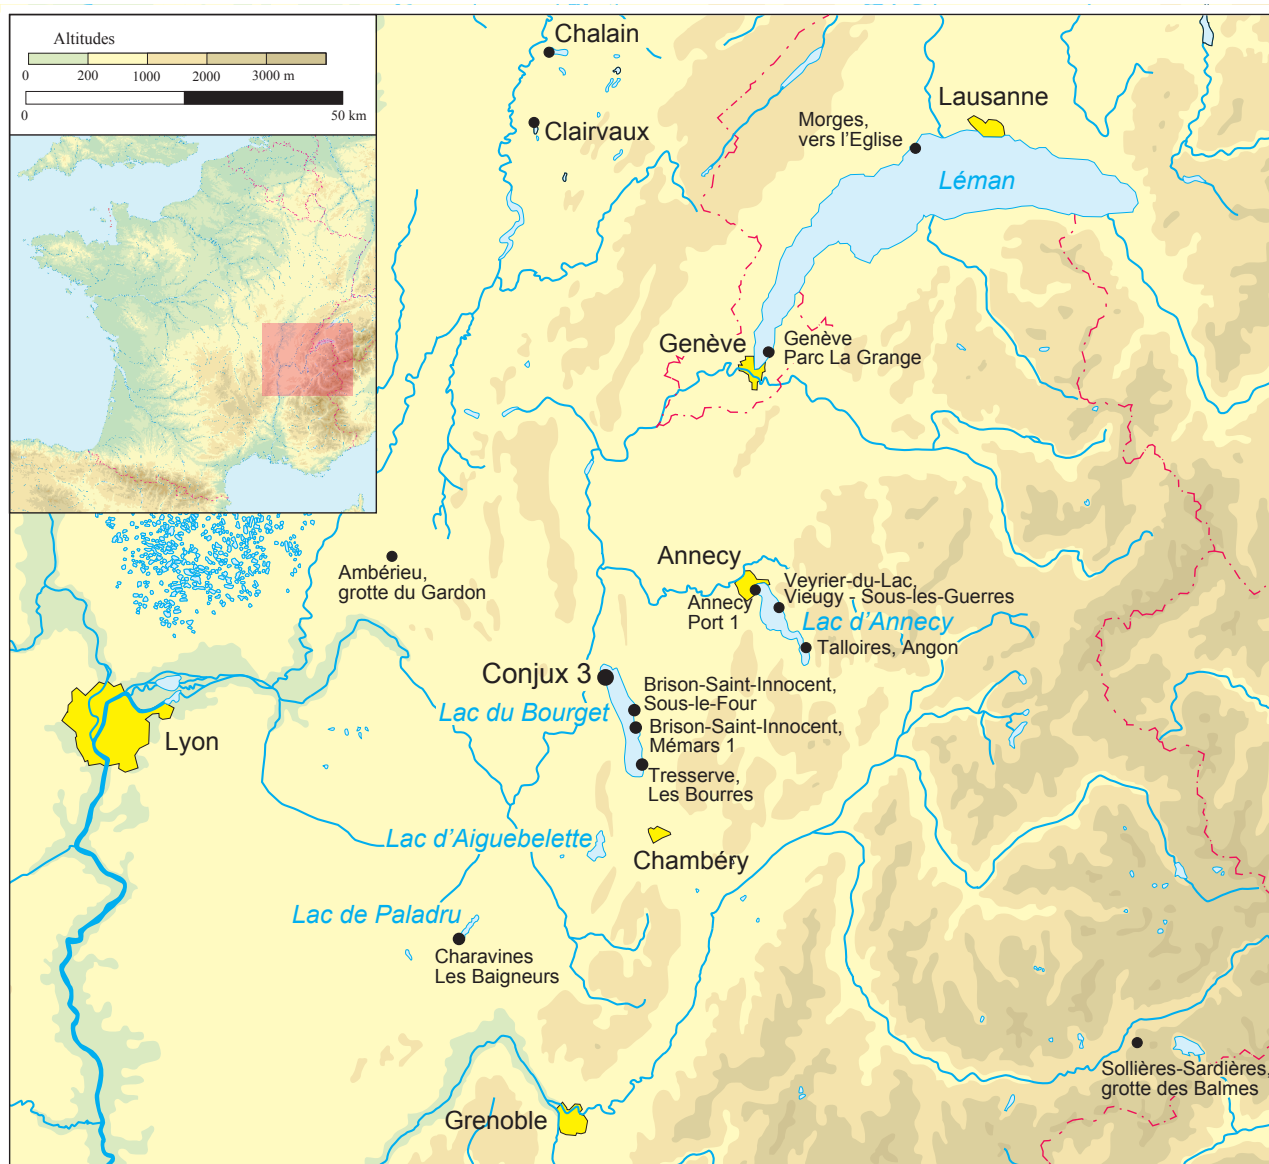 Altitudes
0 200 1000 2000 3000 m
0 50 km
Chalain
Clairvaux
Lausanne
Morges,
vers l'Eglise
Léman
Genève
Genève
Parc La Grange
Ambérieu,
grotte du Gardon
Annecy
Annecy
Port 1
Veyrier-du-Lac,
Vieugy - Sous-les-Guerres
Lac d'Annecy
Talloires, Angon
Conjux 3
Lac du Bourget
Brison-Saint-Innocent,
Sous-le-Four
Brison-Saint-Innocent,
Mémars 1
Tresserve,
Les Bourres
Lyon
Lac d'Aiguebelette
Chambéry
Lac de Paladru
Charavines
Les Baigneurs
Sollières-Sardières,
grotte des Balmes
Grenoble